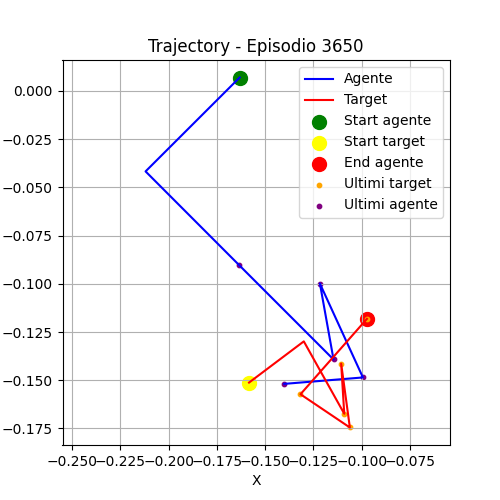 Trajectory - Episodio 3650
Agente
Target
Start agente
Start target
End agente
Ultimi target
Ultimi agente
0.000
−0.025
−0.050
−0.075
−0.100
−0.125
−0.150
−0.175
−0.250 −0.225 −0.200 −0.175 −0.150 −0.125 −0.100 −0.075
X